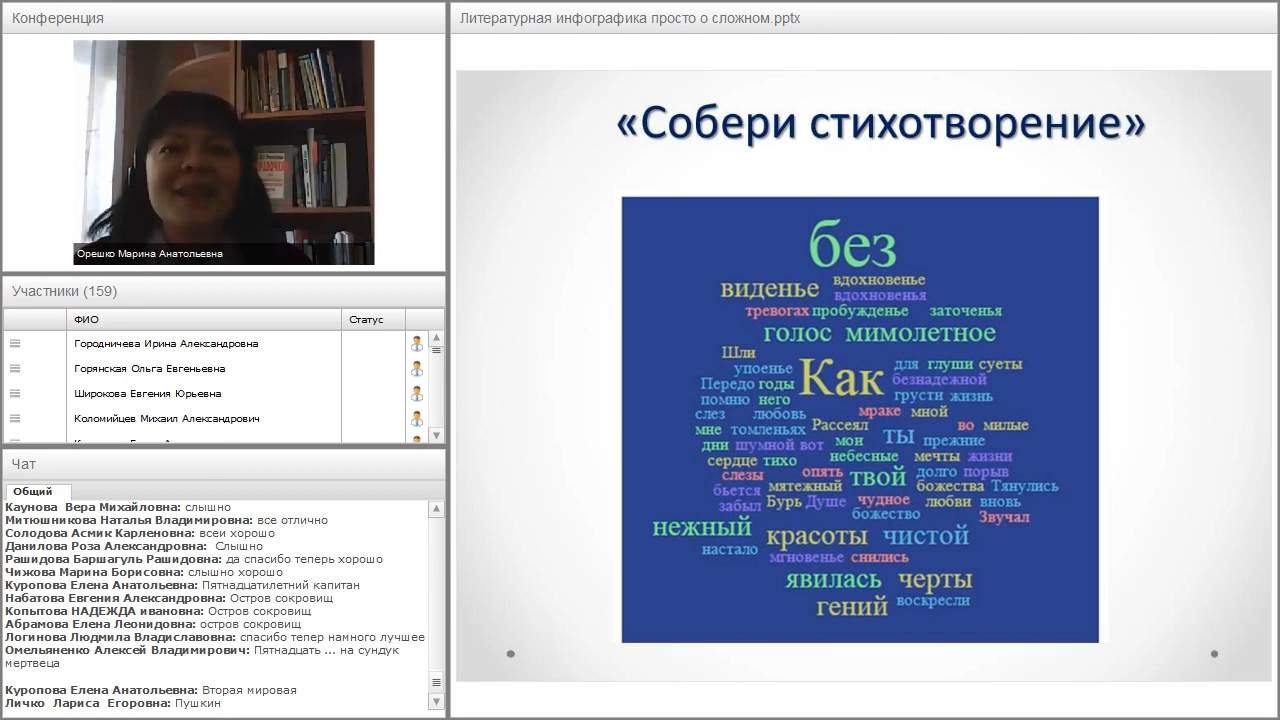 Конференция
Орешко Марина Анатольевна
Участники (159)
ФИО Статус
Городничева Ирина Александровна
Горянская Ольга Евгеньевна
Широкова Евгения Юрьевна
Коломийцев Михаил Александрович
Чат
Общий
Каунова Вера Михайловна: слышно
Митюшникова Наталья Владимировна: все отлично
Солодова Асмик Карленовна: всеи хорошо
Данилова Роза Александровна: Слышно
Рашидова Баршагуль Рашидовна: да спасибо теперь хорошо
Чижова Марина Борисовна: слышно хорошо
Куропова Елена Анатольевна: Пятнадцатилетний капитан
Набатова Евгения Александровна: Остров сокровищ
Копытова НАДЕЖДА ивановна: Остров сокровищ
Абрамова Елена Леонидовна: остров сокровищ
Логинова Людмила Владиславовна: спасибо тепер намного лучшее
Омельяненко Алексей Владимирович: Пятнадцать ... на сундук
мертвеца
Куропова Елена Анатольевна: Вторая мировая
Личко Лариса Егоровна: Пушкин
Литературная инфографика просто о сложном.pptx
«Собери стихотворение»
без
виденье вдохновенье
вдохновенья
тревогах пробужденье заточенья
голос мимолетное
Шли
упоенье Как для глуши суеты
Передо годы безнадежной
помню него грусти жизнь
слез любовь мраке мной
мне томленьях Рассеял во милые
дни шумной вот мои ты прежние
сердце тихо небесные мечты жизни
слезы опять твой долго порыв
бьется мятежный божества Тянулись
забыл Бурь Душе чудное любви вновь
божество Звучал
нежный красоты чистой
настало мгновенье снились
явилась черты
гений воскресли